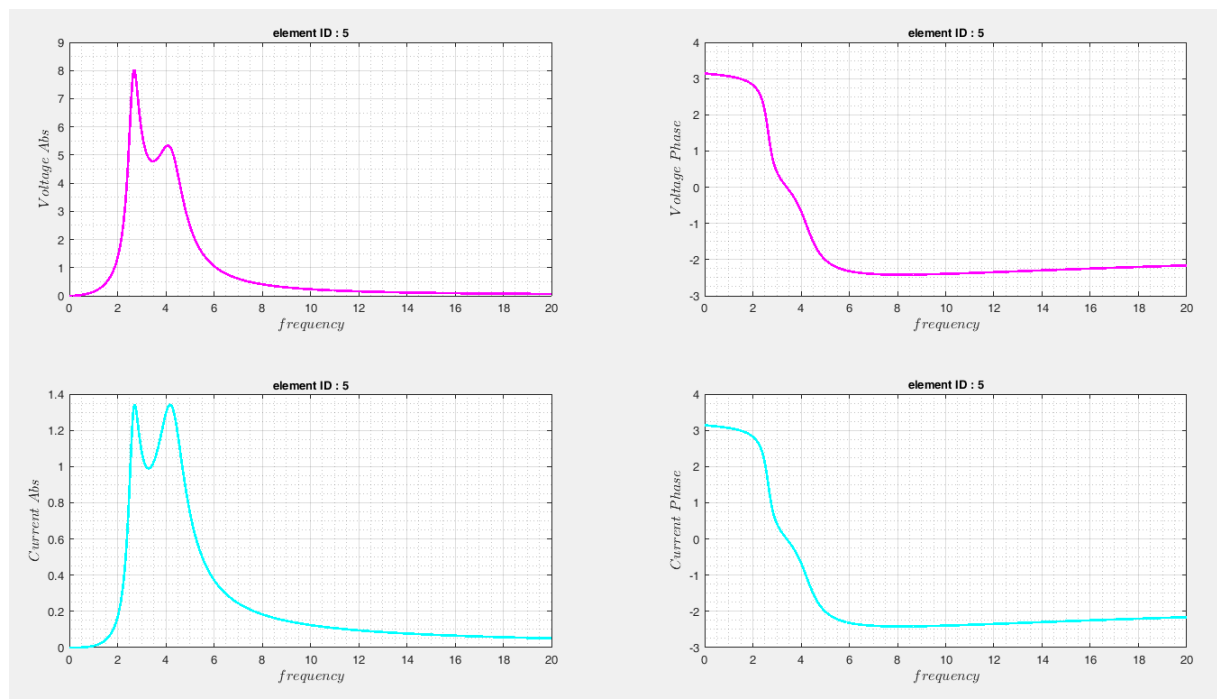 element ID : 5
9
8
7
6
5
4
3
2
1
0
Voltage Abs
0 2 4 6 8 10 12 14 16 18 20
frequency
element ID : 5
4
3
2
1
0
-1
-2
-3
Voltage Phase
0 2 4 6 8 10 12 14 16 18 20
frequency
element ID : 5
1.4
1.2
1
0.8
0.6
0.4
0.2
0
Current Abs
0 2 4 6 8 10 12 14 16 18 20
frequency
element ID : 5
4
3
2
1
0
-1
-2
-3
Current Phase
0 2 4 6 8 10 12 14 16 18 20
frequency